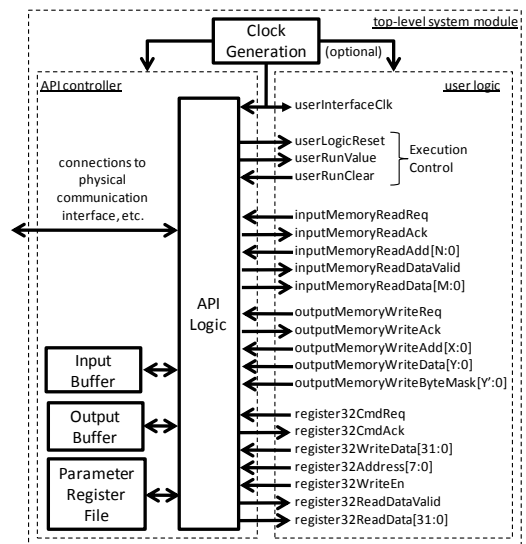 top-level system module
Clock
Generation
(optional)
API controller
user logic
userInterfaceClk
userLogicReset
userRunValue
userRunClear
Execution
Control
connections to
physical
communication
interface, etc.
inputMemoryReadReq
inputMemoryReadAck
inputMemoryReadAdd[N:0]
inputMemoryReadDataValid
inputMemoryReadData[M:0]
API
Logic
outputMemoryWriteReq
outputMemoryWriteAck
outputMemoryWriteAdd[X:0]
outputMemoryWriteData[Y:0]
outputMemoryWriteByteMask[Y':0]
Input
Buffer
Output
Buffer
Parameter
Register
File
register32CmdReq
register32CmdAck
register32WriteData[31:0]
register32Address[7:0]
register32WriteEn
register32ReadDataValid
register32ReadData[31:0]